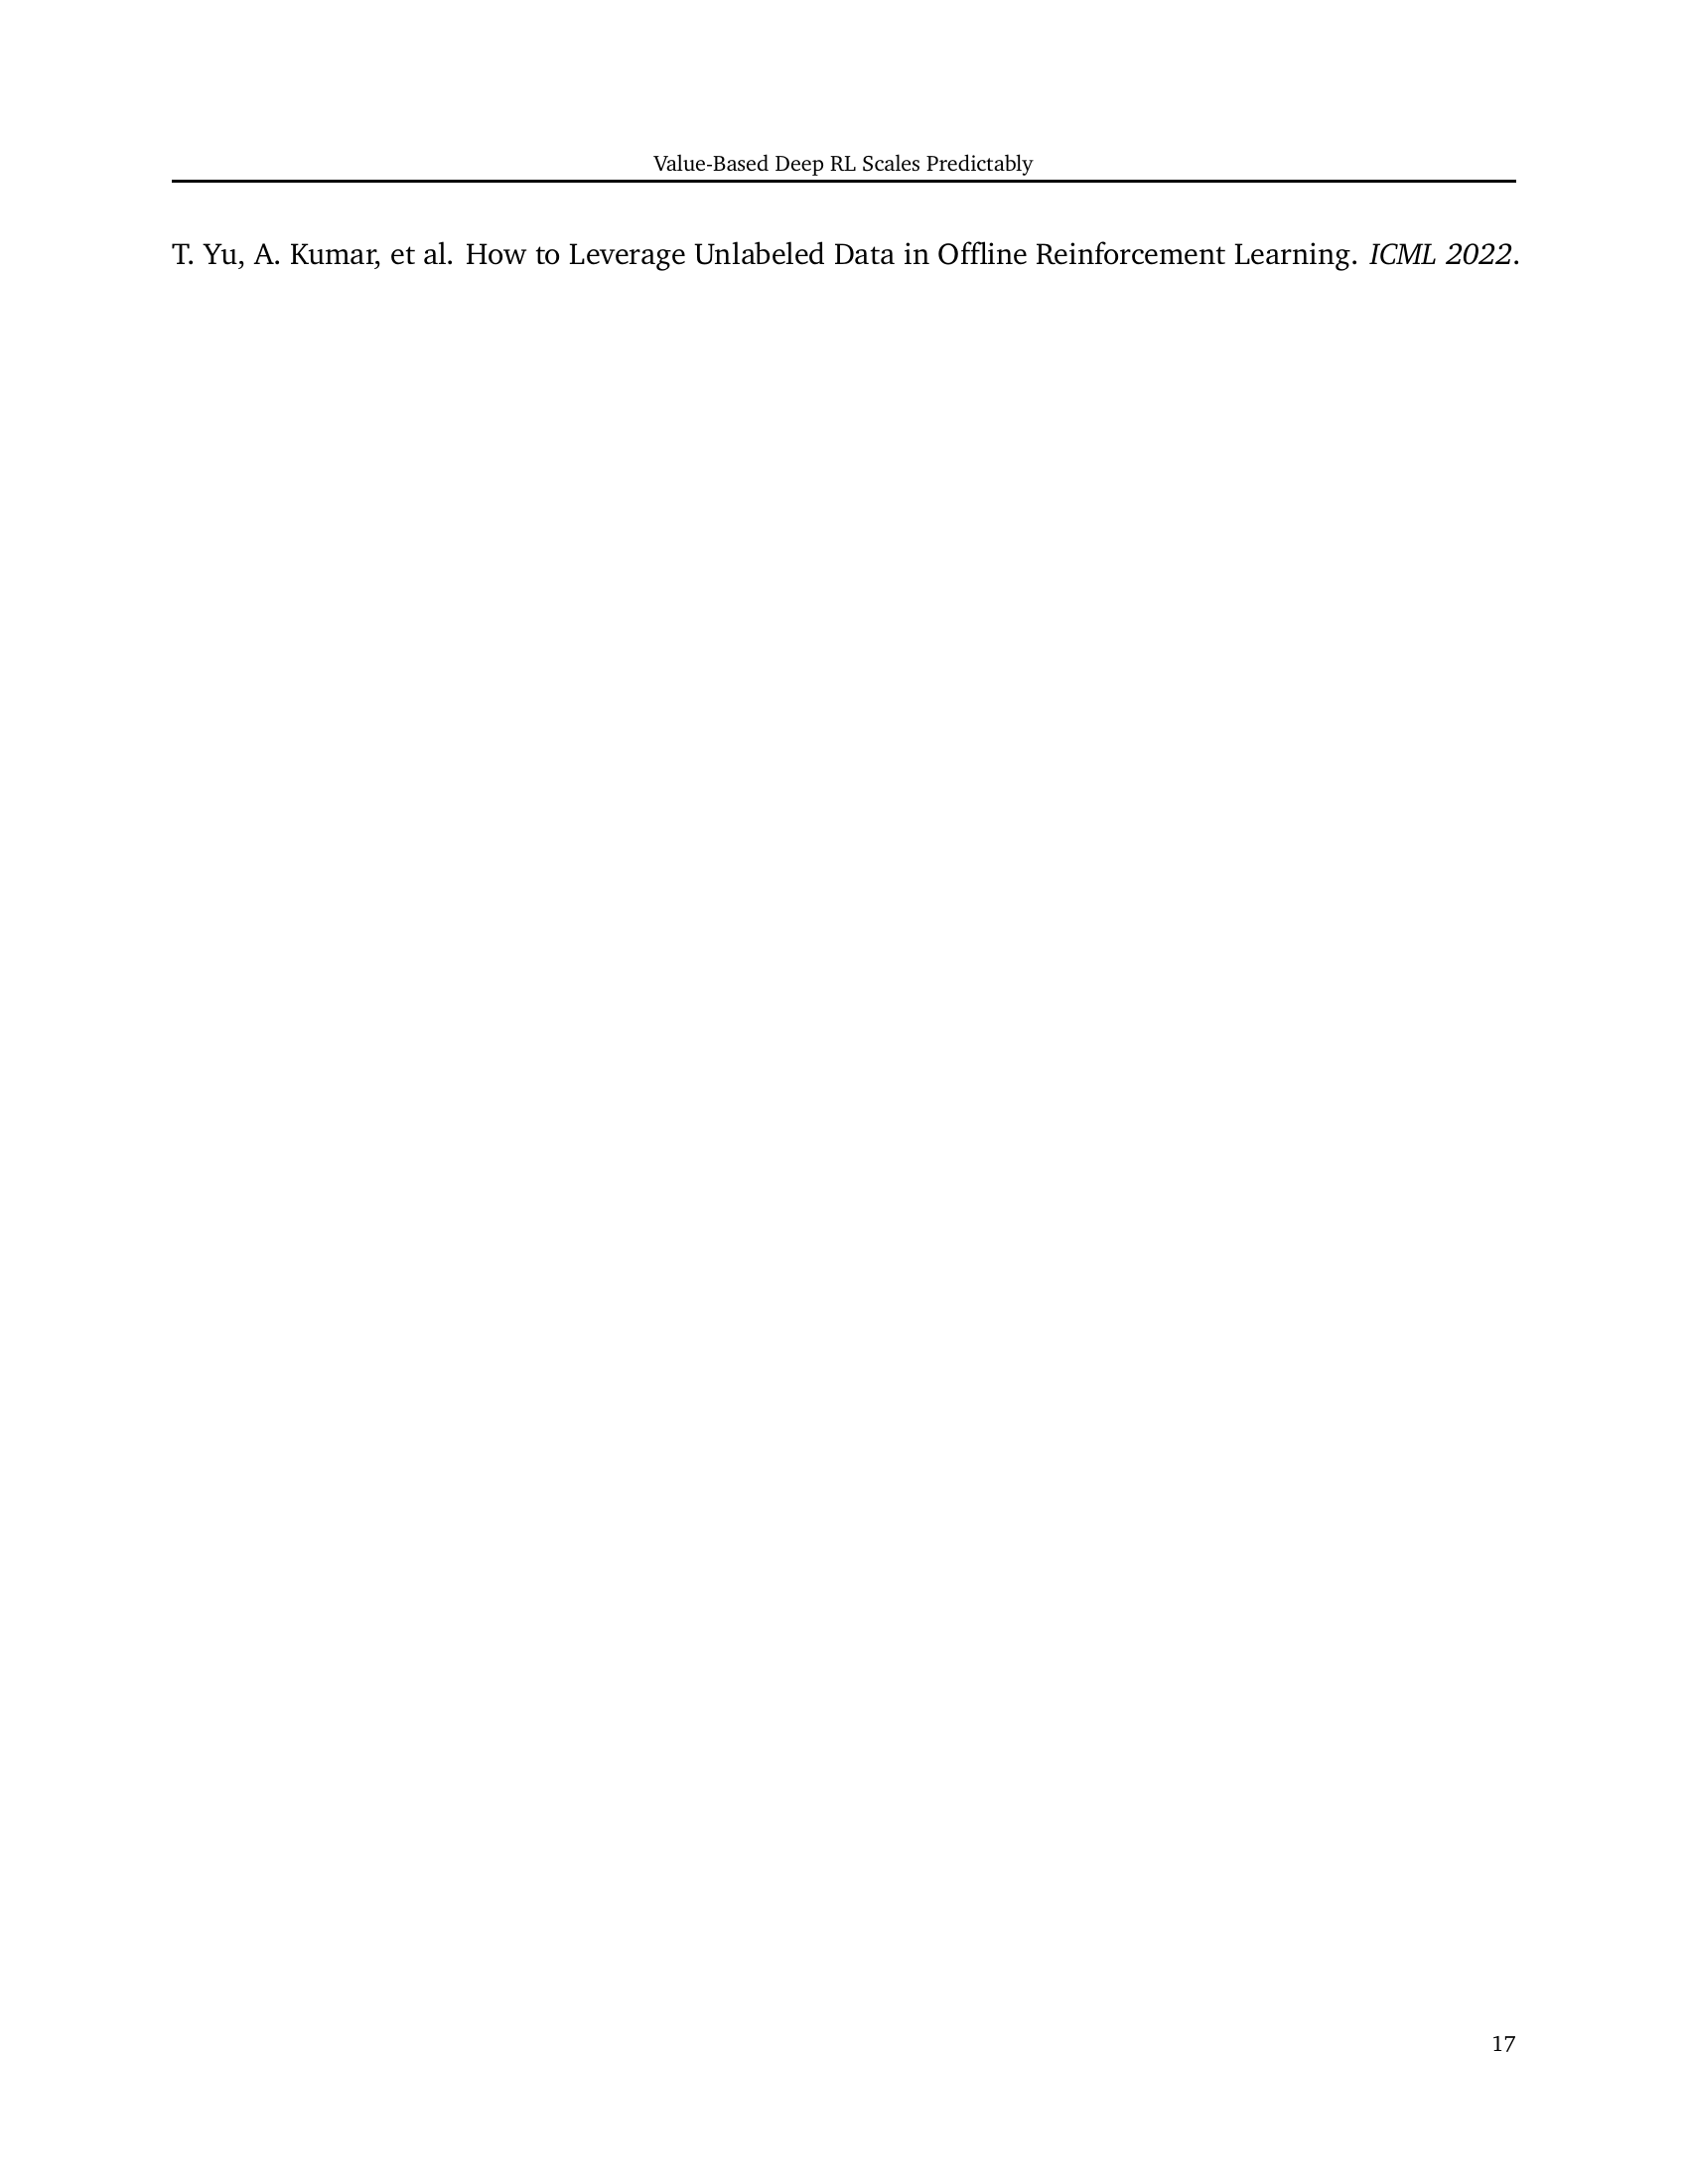 Value-Based Deep RL Scales Predictably
T. Yu, A. Kumar, et al. How to Leverage Unlabeled Data in Offline Reinforcement Learning. ICML 2022.
17